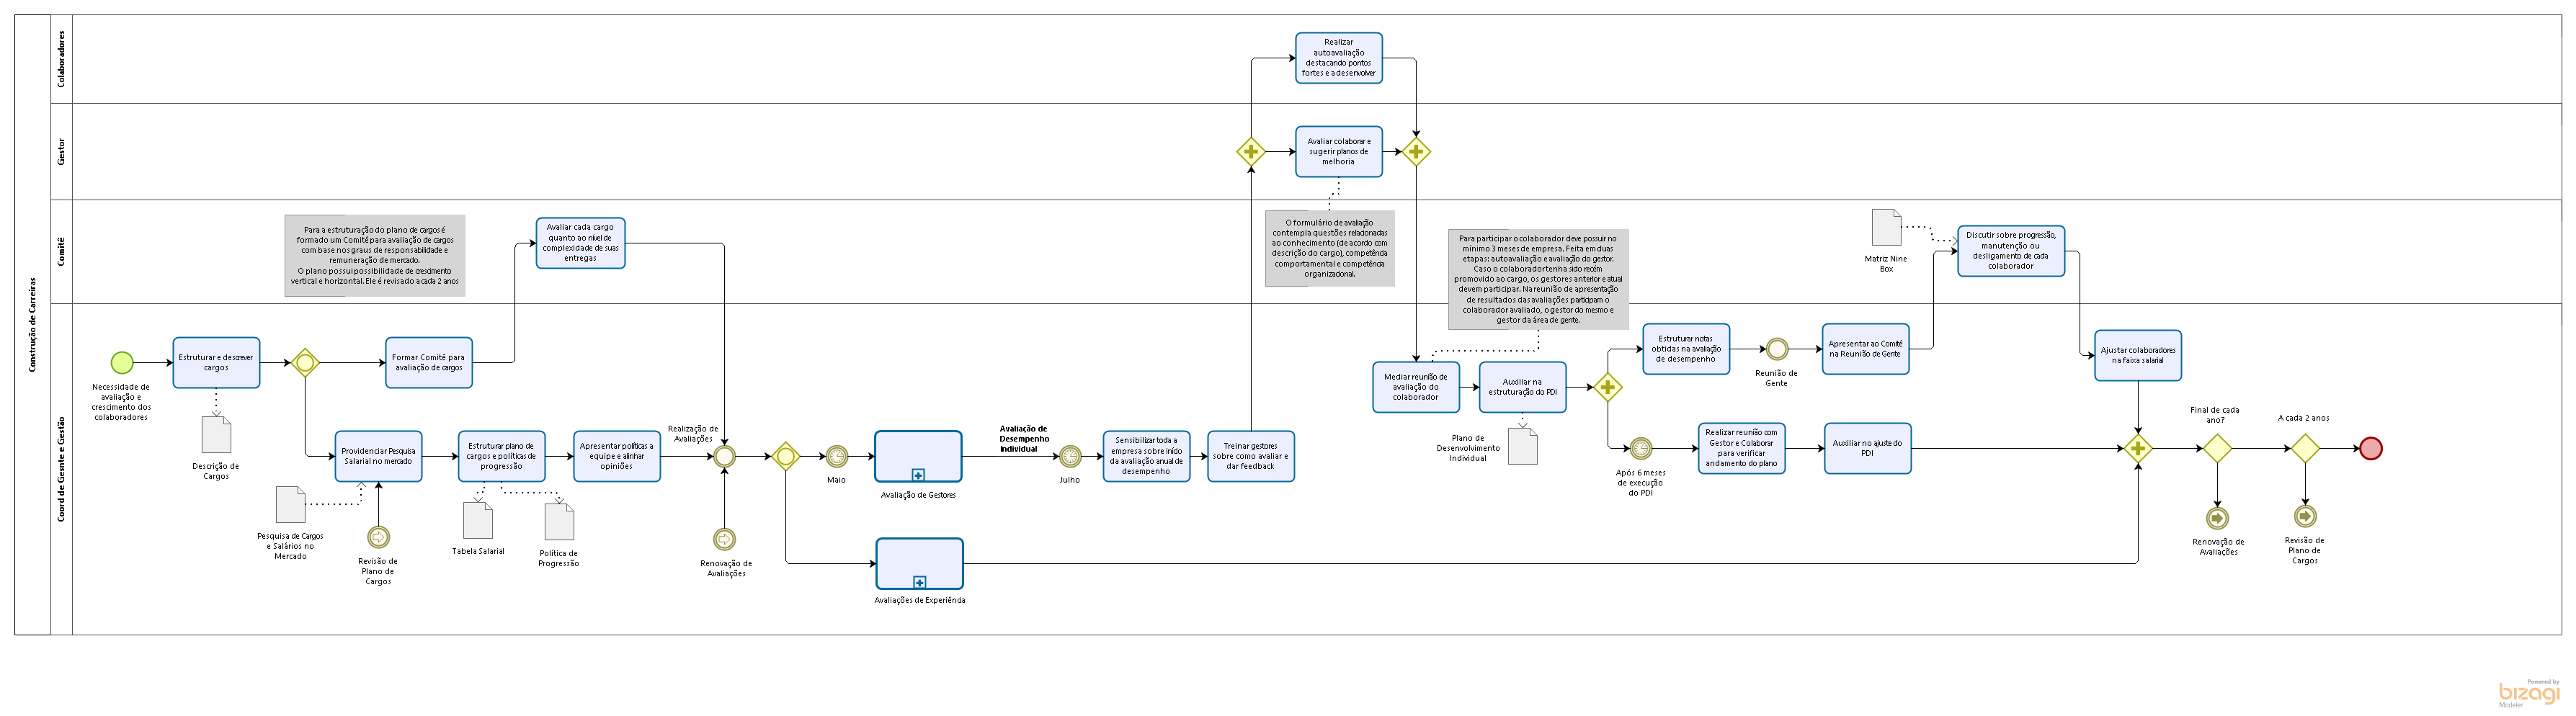 Construção de Carreiras
Colaboradores
Realizar
autoavaliação
destacando pontos
fortes e a desenvolver
Gestor
Avaliar colaborar e
sugerir planos de
melhoria
Comitê
Para a estruturação do plano de cargos é
formado um Comitê para avaliação de cargos
com base nos graus de responsabilidade e
remuneração de mercado.
O plano possui possibilidade de crescimento
vertical e horizontal. Ele é revisado a cada 2 anos
Avaliar cada cargo
quanto ao nível de
complexidade de suas
entregas
O formulário de avaliação
contempla questões relacionadas
ao conhecimento (de acordo com
descrição do cargo), competência
comportamental e competência
organizacional.
Para participar o colaborador deve possuir no
mínimo 3 meses de empresa. Feita em duas
etapas: autoavaliação e avaliação do gestor.
Caso o colaborador tenha sido recém
promovido ao cargo, os gestores anterior e atual
devem participar. Na reunião de apresentação
de resultados das avaliações participam o
colaborador avaliado, o gestor do mesmo e
gestor da área de gente.
Matriz Nine
Box
Discutir sobre progressão,
manutenção ou
desligamento de cada
colaborador
Coord de Gesnte e Gestão
Necessidade de
avaliação e
crescimento dos
colaboradores
Estruturar e descrever
cargos
Descrição de
Cargos
Formar Comitê para
avaliação de cargos
Providenciar Pesquisa
Salarial no mercado
Pesquisa de Cargos
e Salários no
Mercado
Revisão de
Plano de
Cargos
Estruturar plano de
cargos e políticas de
progressão
Tabela Salarial
Política de
Progressão
Apresentar políticas a
equipe e alinhar
opiniões
Realização de
Avaliações
Renovação de
Avaliações
Maio
Avaliação de Gestores
Avaliações de Experiência
Avaliação de
Desempenho
Individual
Julho
Sensibilizar toda a
empresa sobre início
da avaliação anual de
desempenho
Treinar gestores
sobre como avaliar e
dar feedback
Mediar reunião de
avaliação do
colaborador
Auxiliar na
estruturação do PDI
Plano de
Desenvolvimento
Individual
Estruturar notas
obtidas na avaliação
de desempenho
Reunião de
Gente
Apresentar ao Comitê
na Reunião de Gente
Após 6 meses
de execução
do PDI
Realizar reunião com
Gestor e Colaborar
para verificar
andamento do plano
Auxiliar no ajuste do
PDI
Ajustar colaboradores
na faixa salarial
Final de cada
ano?
Renovação de
Avaliações
A cada 2 anos
Revisão de
Plano de
Cargos
Powered by
bizagi
Modeler